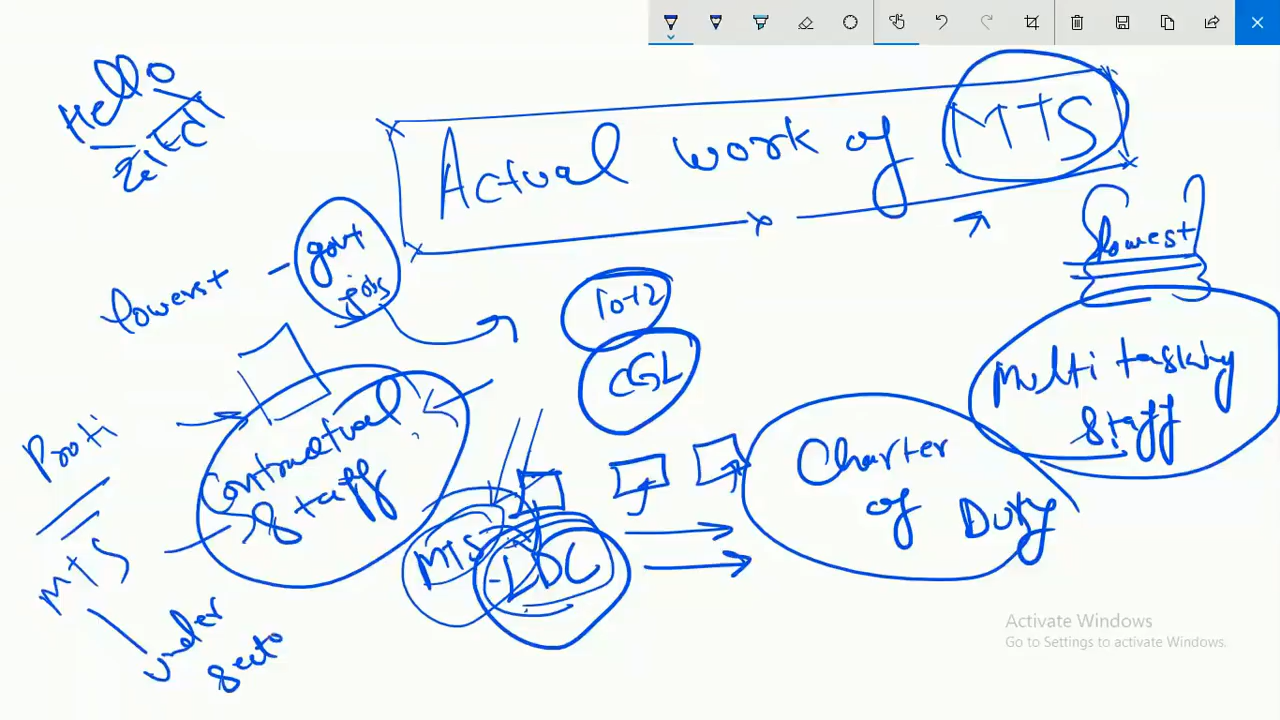 Hello
Actual work of MTS
lowest
govt
jobs
lowerst
10+2
CGL
Multi tasking
Staff
Contractual
Staff
Charter
of Duty
MTS
LDC
MTS
under
Activate Windows
Go to Settings to activate Windows.